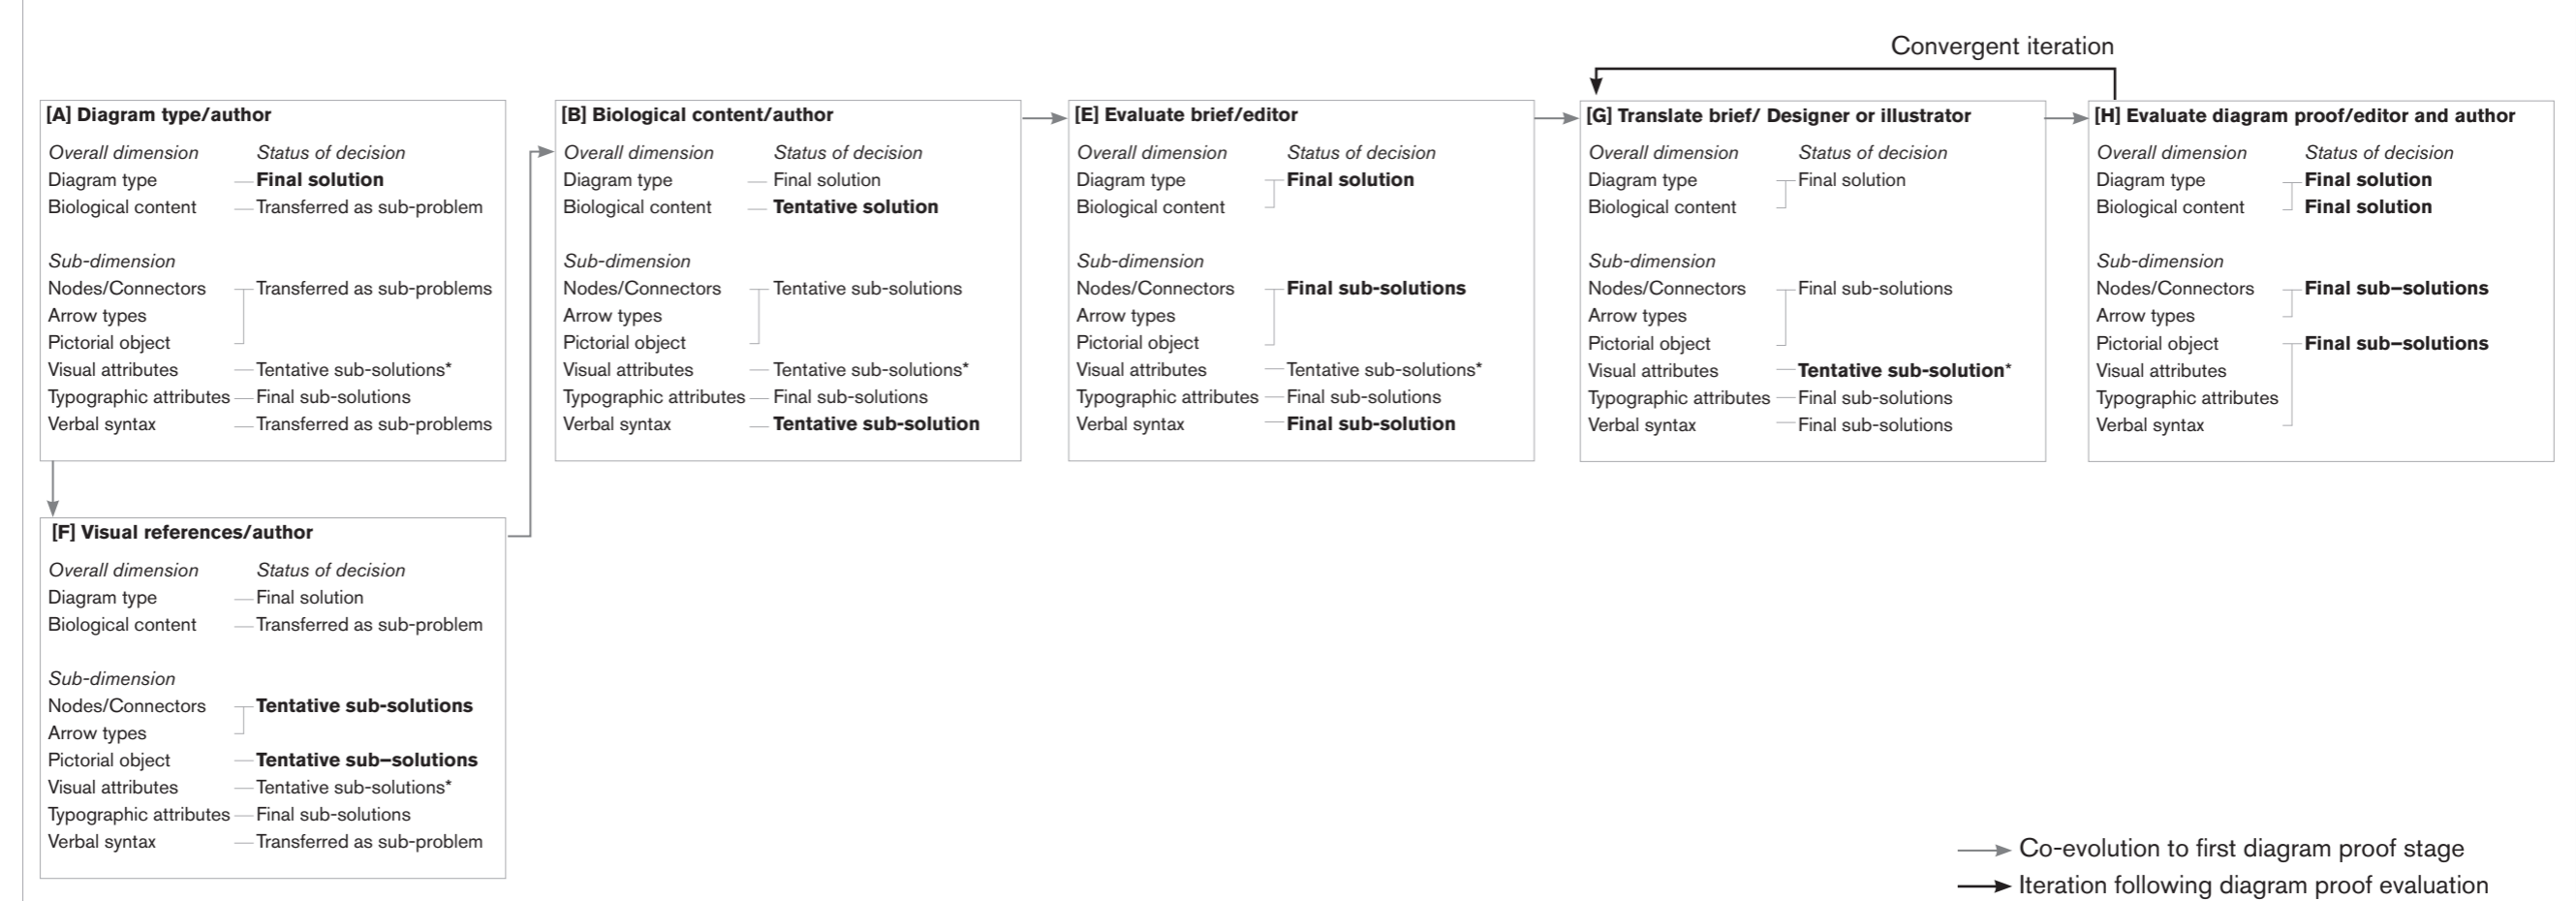 Convergent iteration
[A] Diagram type/author
Overall dimension Status of decision
Diagram type Final solution
Biological content Transferred as sub-problem
Sub-dimension
Nodes/Connectors Transferred as sub-problems
Arrow types
Pictorial object
Visual attributes Tentative sub-solutions*
Typographic attributes Final sub-solutions
Verbal syntax Transferred as sub-problems
[F] Visual references/author
Overall dimension Status of decision
Diagram type Final solution
Biological content Transferred as sub-problem
Sub-dimension
Nodes/Connectors Tentative sub-solutions
Arrow types
Pictorial object Tentative sub–solutions
Visual attributes Tentative sub-solutions*
Typographic attributes Final sub-solutions
Verbal syntax Transferred as sub-problem
[B] Biological content/author
Overall dimension Status of decision
Diagram type Final solution
Biological content Tentative solution
Sub-dimension
Nodes/Connectors Tentative sub-solutions
Arrow types
Pictorial object
Visual attributes Tentative sub-solutions*
Typographic attributes Final sub-solutions
Verbal syntax Tentative sub-solution
[E] Evaluate brief/editor
Overall dimension Status of decision
Diagram type Final solution
Biological content
Sub-dimension
Nodes/Connectors Final sub-solutions
Arrow types
Pictorial object
Visual attributes Tentative sub-solutions*
Typographic attributes Final sub-solutions
Verbal syntax Final sub-solution
[G] Translate brief/ Designer or illustrator
Overall dimension Status of decision
Diagram type Final solution
Biological content
Sub-dimension
Nodes/Connectors Final sub-solutions
Arrow types
Pictorial object
Visual attributes Tentative sub-solution*
Typographic attributes Final sub-solutions
Verbal syntax Final sub-solutions
[H] Evaluate diagram proof/editor and author
Overall dimension Status of decision
Diagram type Final solution
Biological content Final solution
Sub-dimension
Nodes/Connectors Final sub–solutions
Arrow types
Pictorial object Final sub–solutions
Visual attributes
Typographic attributes
Verbal syntax
Co-evolution to first diagram proof stage
Iteration following diagram proof evaluation